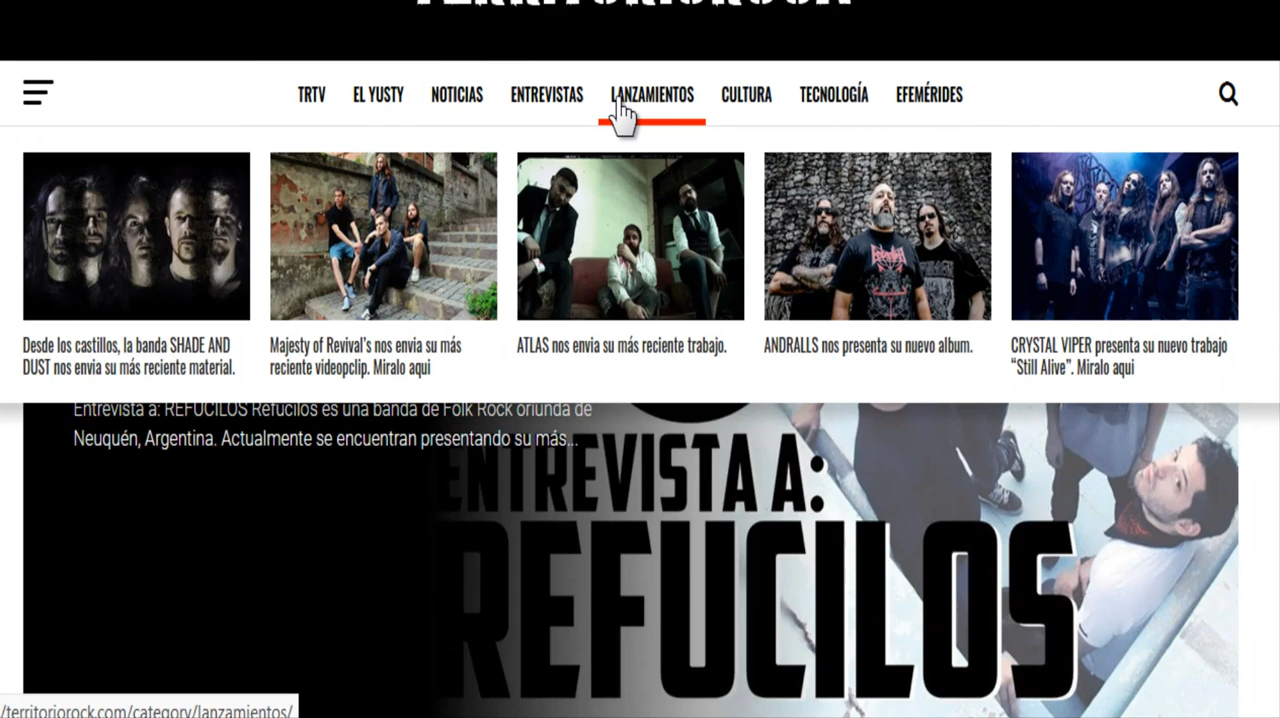 TERRITORIOROCK
TRTV EL YUSTY NOTICIAS ENTREVISTAS LANZAMIENTOS CULTURA TECNOLOGÍA EFEMÉRIDES
Desde los castillos, la banda SHADE AND
DUST nos envia su más reciente material.
Majesty of Revival's nos envia su más
reciente videopclip. Miralo aqui
ATLAS nos envia su más reciente trabajo.
ANDRALLS nos presenta su nuevo album.
CRYSTAL VIPER presenta su nuevo trabajo
“Still Alive”. Miralo aqui
Entrevista a: REFUCILOS Refucilos es una banda de Folk Rock oriunda de
Neuquén, Argentina. Actualmente se encuentran presentando su más...
ENTREVISTA A:
REFUCILOS
/territoriorock.com/category/lanzamientos/